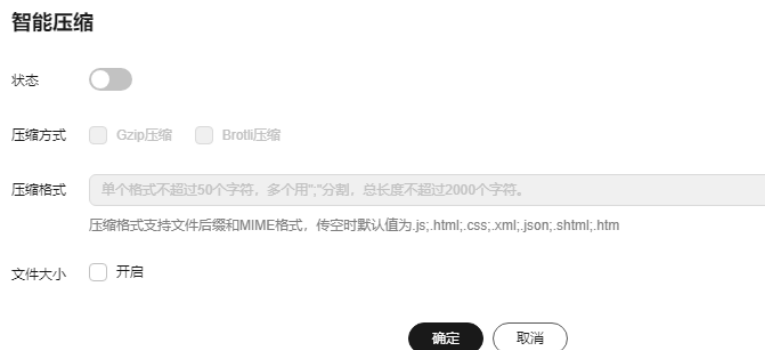 智能压缩
状态
压缩方式 Gzip压缩 Brotli压缩
压缩格式 单个格式不超过50个字符，多个用";"分割，总长度不超过2000个字符。
压缩格式支持文件后缀和MIME格式，传空时默认值为.js;.html;.css;.xml;.json;.shtml;.htm
文件大小 开启
确定 取消